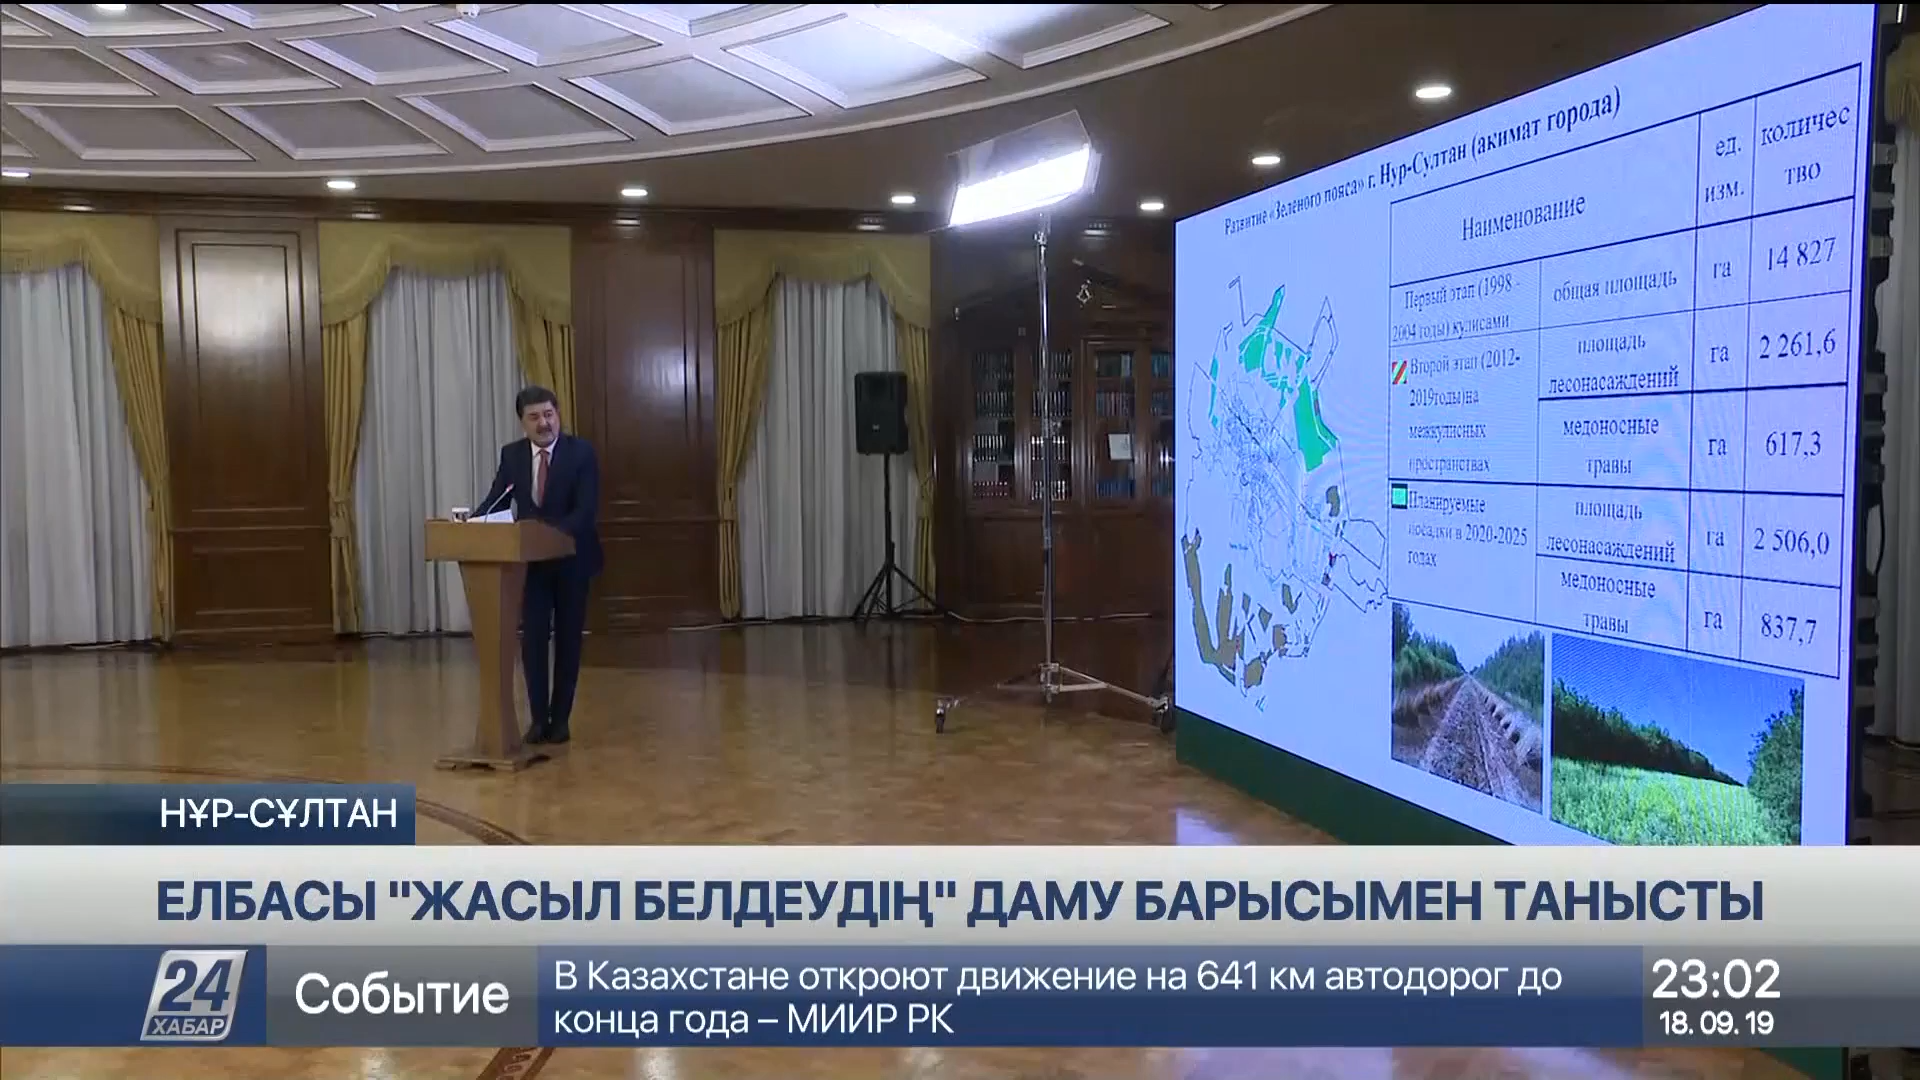 Развитие «Зеленого пояса» г. Нур-Султан (акимат города)
Наименование
ед. изм.
количес
тво
Первый этап (1998 -
2004 годы) кулисами
общая площадь
га
14 827
Второй этап (2012-
2019годы)на
межкулисных
пространствах
площадь
лесонасаждений
га
2 261,6
медоносные
травы
га
617,3
Планируемые
посадки в 2020-2025
годах
площадь
лесонасаждений
га
2 506,0
медоносные
травы
га
837,7
НҰР-СҰЛТАН
ЕЛБАСЫ "ЖАСЫЛ БЕЛДЕУДІҢ" ДАМУ БАРЫСЫМЕН ТАНЫСТЫ
24
ХАБАР
Событие
В Казахстане откроют движение на 641 км автодорог до
конца года – МИИР РК
23:02
18. 09. 19